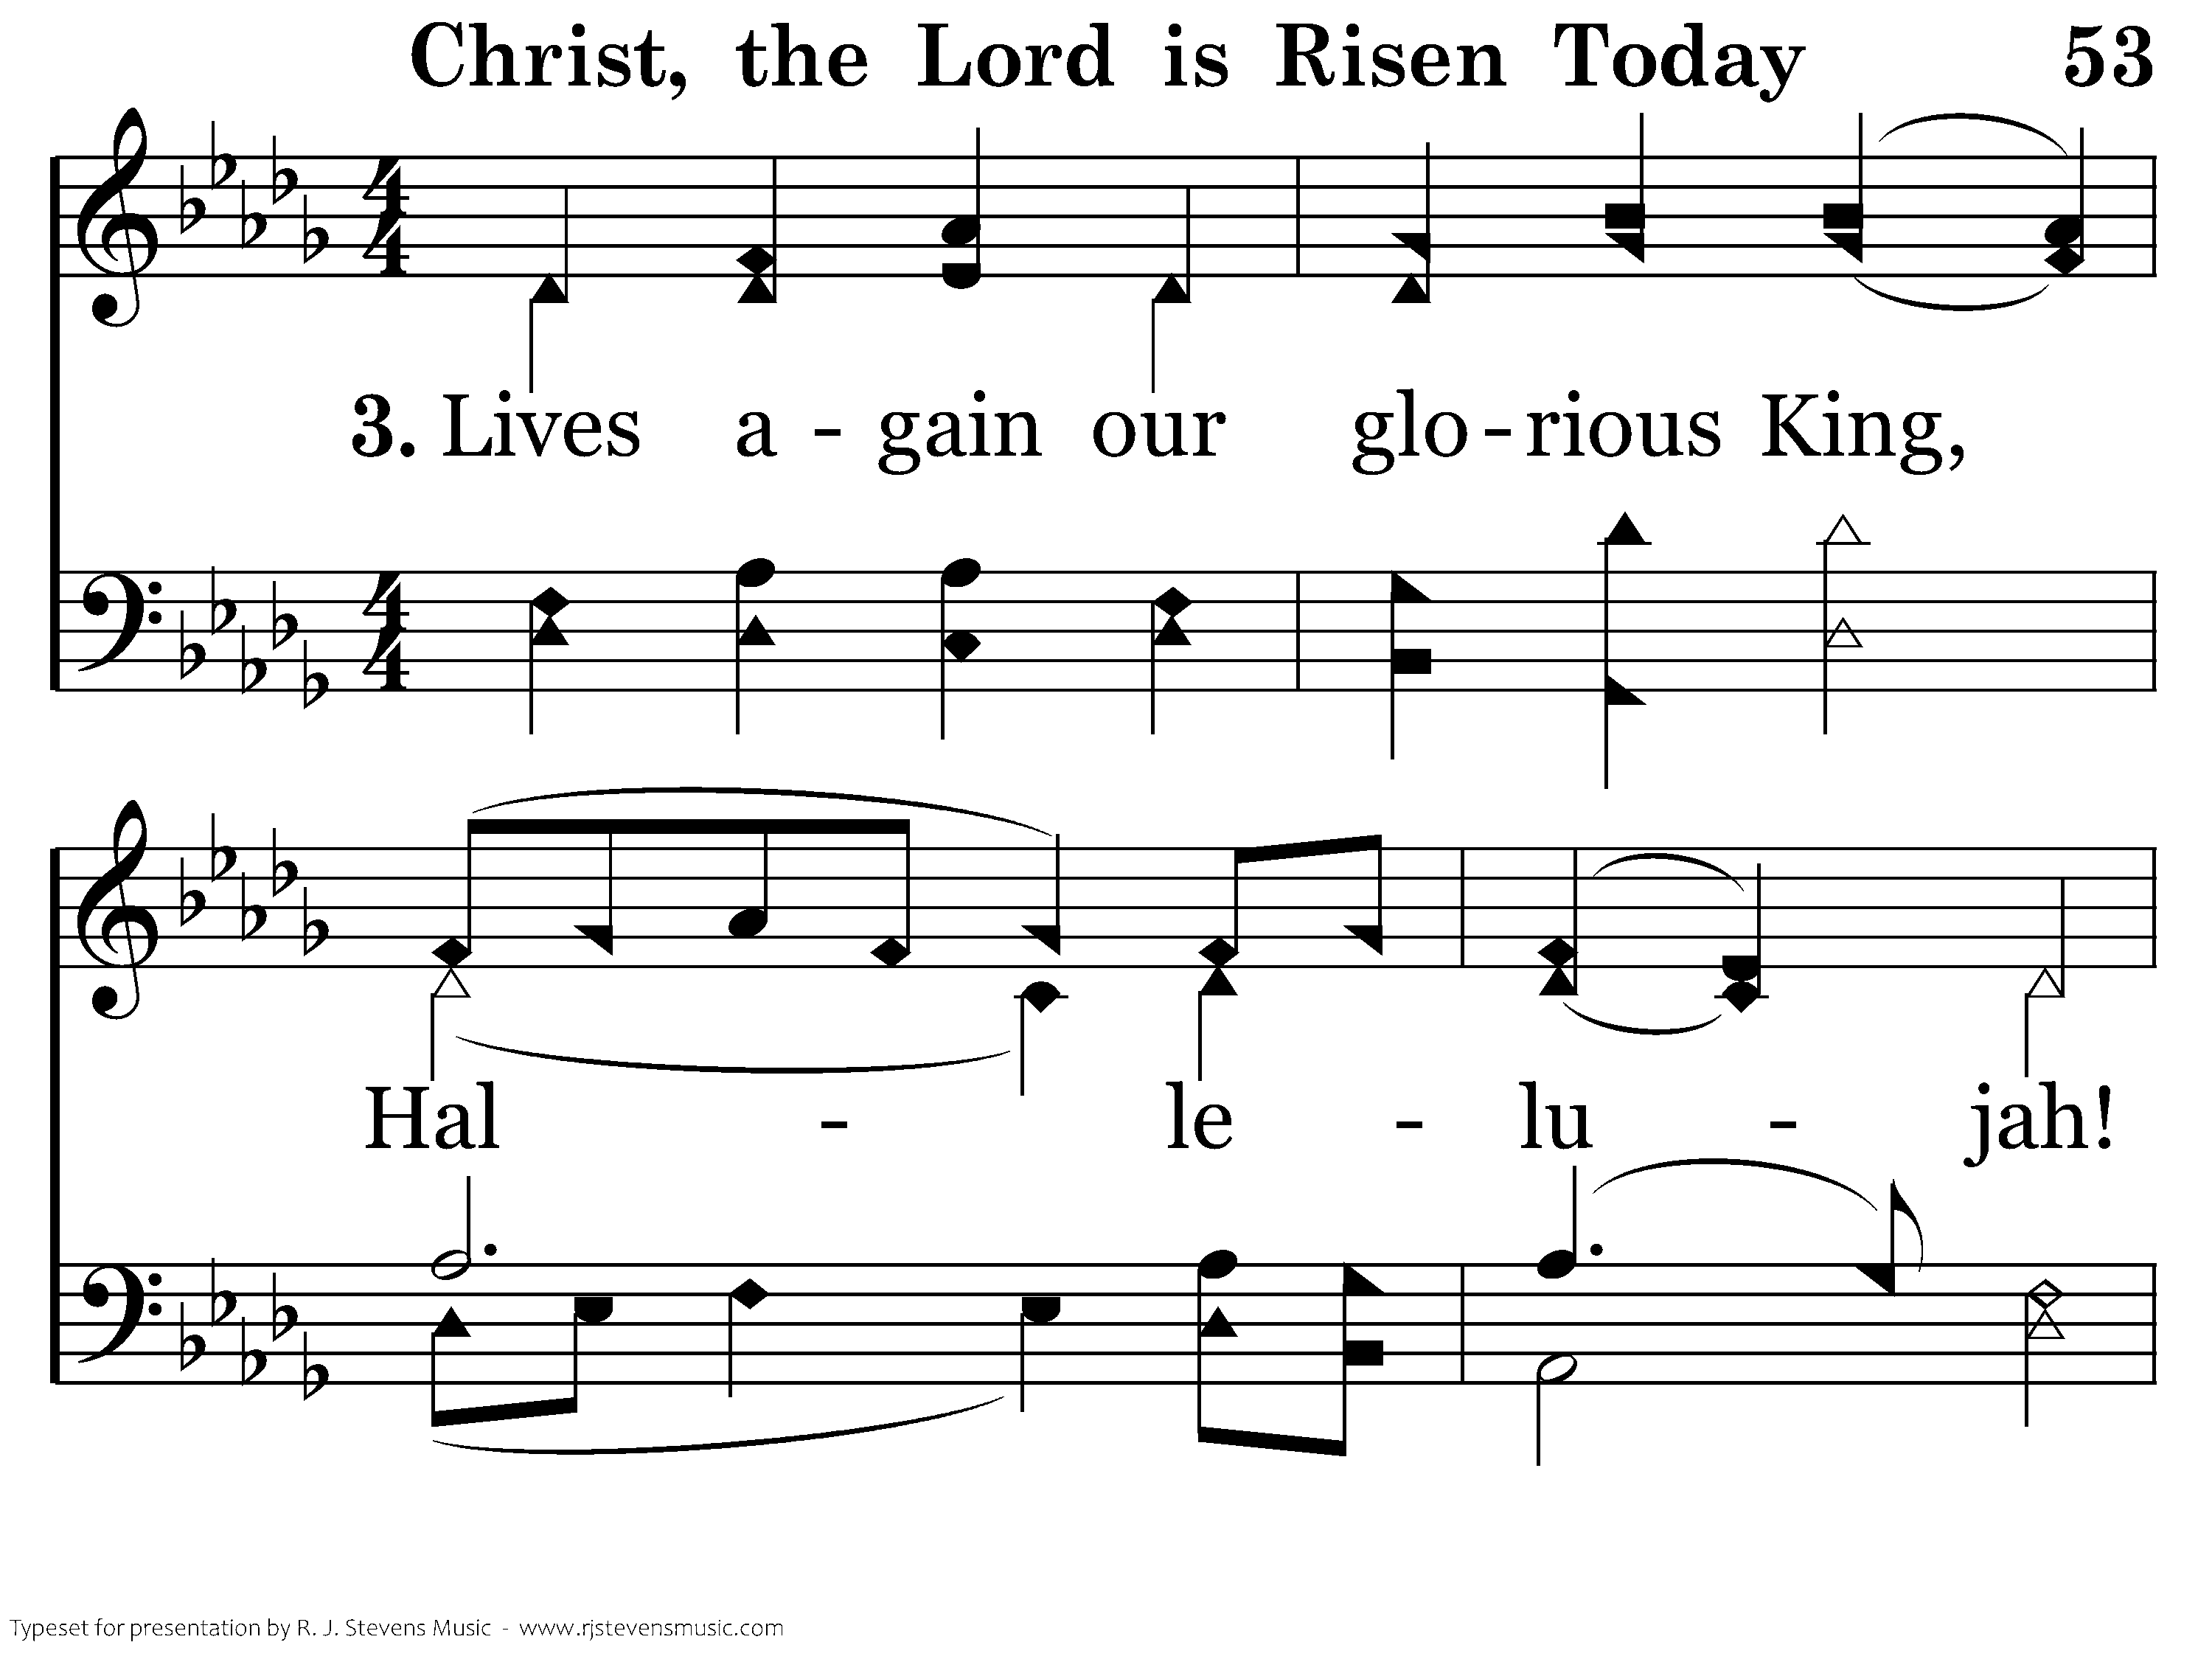 Christ, the Lord is Risen Today 53
3. Lives a - gain our glo - rious King,
Hal - le - lu - jah!
Typeset for presentation by R. J. Stevens Music - www.rjstevensmusic.com